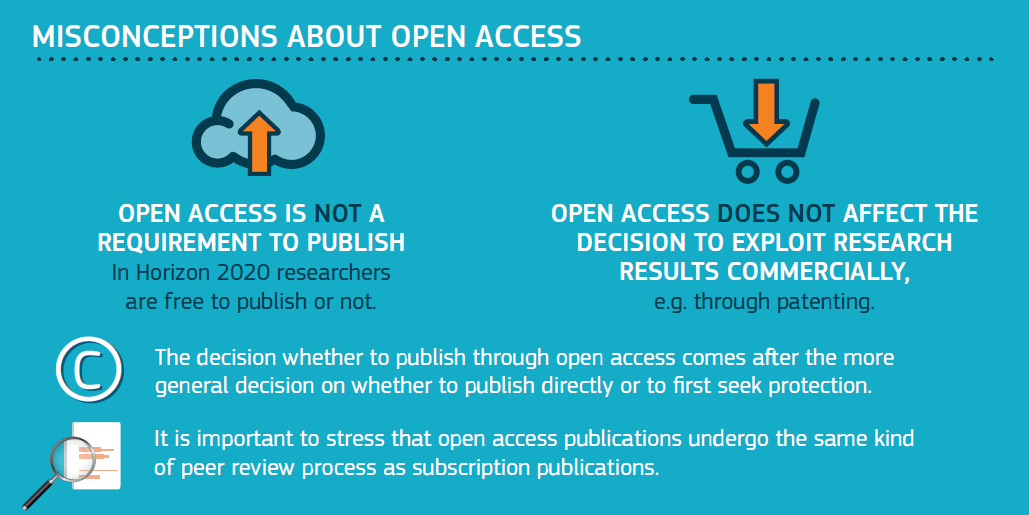 MISCONCEPTIONS ABOUT OPEN ACCESS
OPEN ACCESS IS NOT A
REQUIREMENT TO PUBLISH
In Horizon 2020 researchers
are free to publish or not.
OPEN ACCESS DOES NOT AFFECT THE
DECISION TO EXPLOIT RESEARCH
RESULTS COMMERCIALLY,
e.g. through patenting.
©
The decision whether to publish through open access comes after the more
general decision on whether to publish directly or to first seek protection.
It is important to stress that open access publications undergo the same kind
of peer review process as subscription publications.